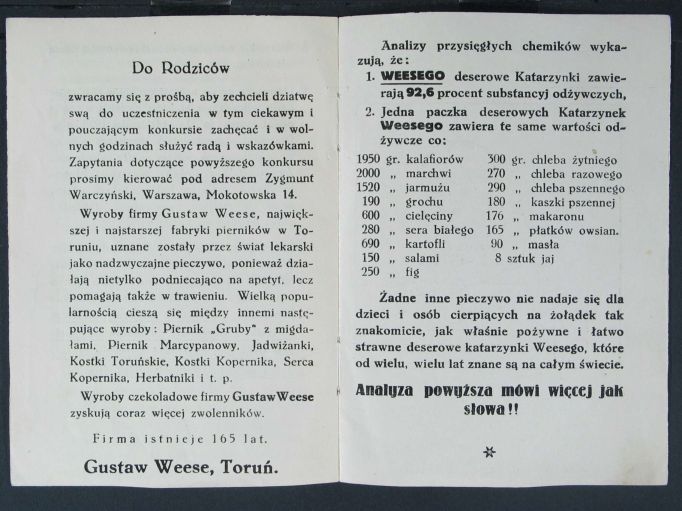 Do Rodziców
zwracamy się z prośbą, aby zechcieli dziatwę
swą do uczestniczenia w tym ciekawym i
pouczającym konkursie zachęcać i w wol-
nych godzinach służyć radą i wskazówkami.
Zapytania dotyczące powyższego konkursu
prosimy kierować pod adresem Zygmunt
Warczyński, Warszawa, Mokotowska 14.
Wyroby firmy Gustaw Weese, najwięk-
szej i najstarszej fabryki pierników w To-
runiu, uznane zostały przez świat lekarski
jako nadzwyczajne pieczywo, ponieważ dzia-
łają nietylko podniecająco na apetyt, lecz
pomagają także w trawieniu. Wielką popu-
larnością cieszą się między innemi nastę-
pujące wyroby: Piernik „Gruby" z migda-
łami, Piernik Marcypanowy, Jadwiżanki,
Kostki Toruńskie, Kostki Kopernika, Serca
Kopernika, Herbatniki i t. p.
Wyroby czekoladowe firmy Gustaw Weese
zyskują coraz więcej zwolenników.
Firma istnieje 165 lat.
Gustaw Weese, Toruń.
Analizy przysięgłych chemików wyka-
zują, że:
1. WEESEGO deserowe Katarzynki zawie-
rają 92,6 procent substancyj odżywczych,
2. Jedna paczka deserowych Katarzynek
Weesego zawiera te same wartości od-
żywcze co:
1950 gr. kalafiorów 300 gr. chleba żytniego
2000 „ marchwi 270 „ chleba razowego
1520 „ jarmużu 290 „ chleba pszennego
190 „ grochu 180 „ kaszki pszennej
600 „ cielęciny 176 „ makaronu
280 „ sera białego 165 „ płatków owsian.
690 „ kartofli 90 „ masła
150 „ salami 8 sztuk jaj
250 „ fig
Żadne inne pieczywo nie nadaje się dla
dzieci i osób cierpiących na żołądek tak
znakomicie, jak właśnie pożywne i łatwo
strawne deserowe katarzynki Weesego, które
od wielu, wielu lat znane są na całym świecie.
Analyza powyższa mówi więcej jak
słowa!!